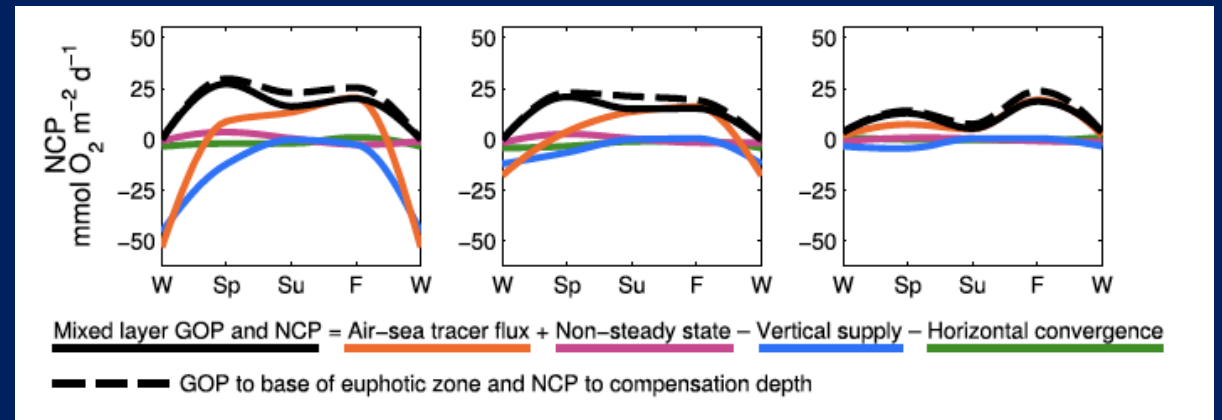 NCP
mmol O2 m−2 d−1
50
25
0
−25
−50
W Sp Su F W
50
25
0
−25
−50
W Sp Su F W
50
25
0
−25
−50
W Sp Su F W
Mixed layer GOP and NCP = Air−sea tracer flux + Non−steady state − Vertical supply − Horizontal convergence
GOP to base of euphotic zone and NCP to compensation depth